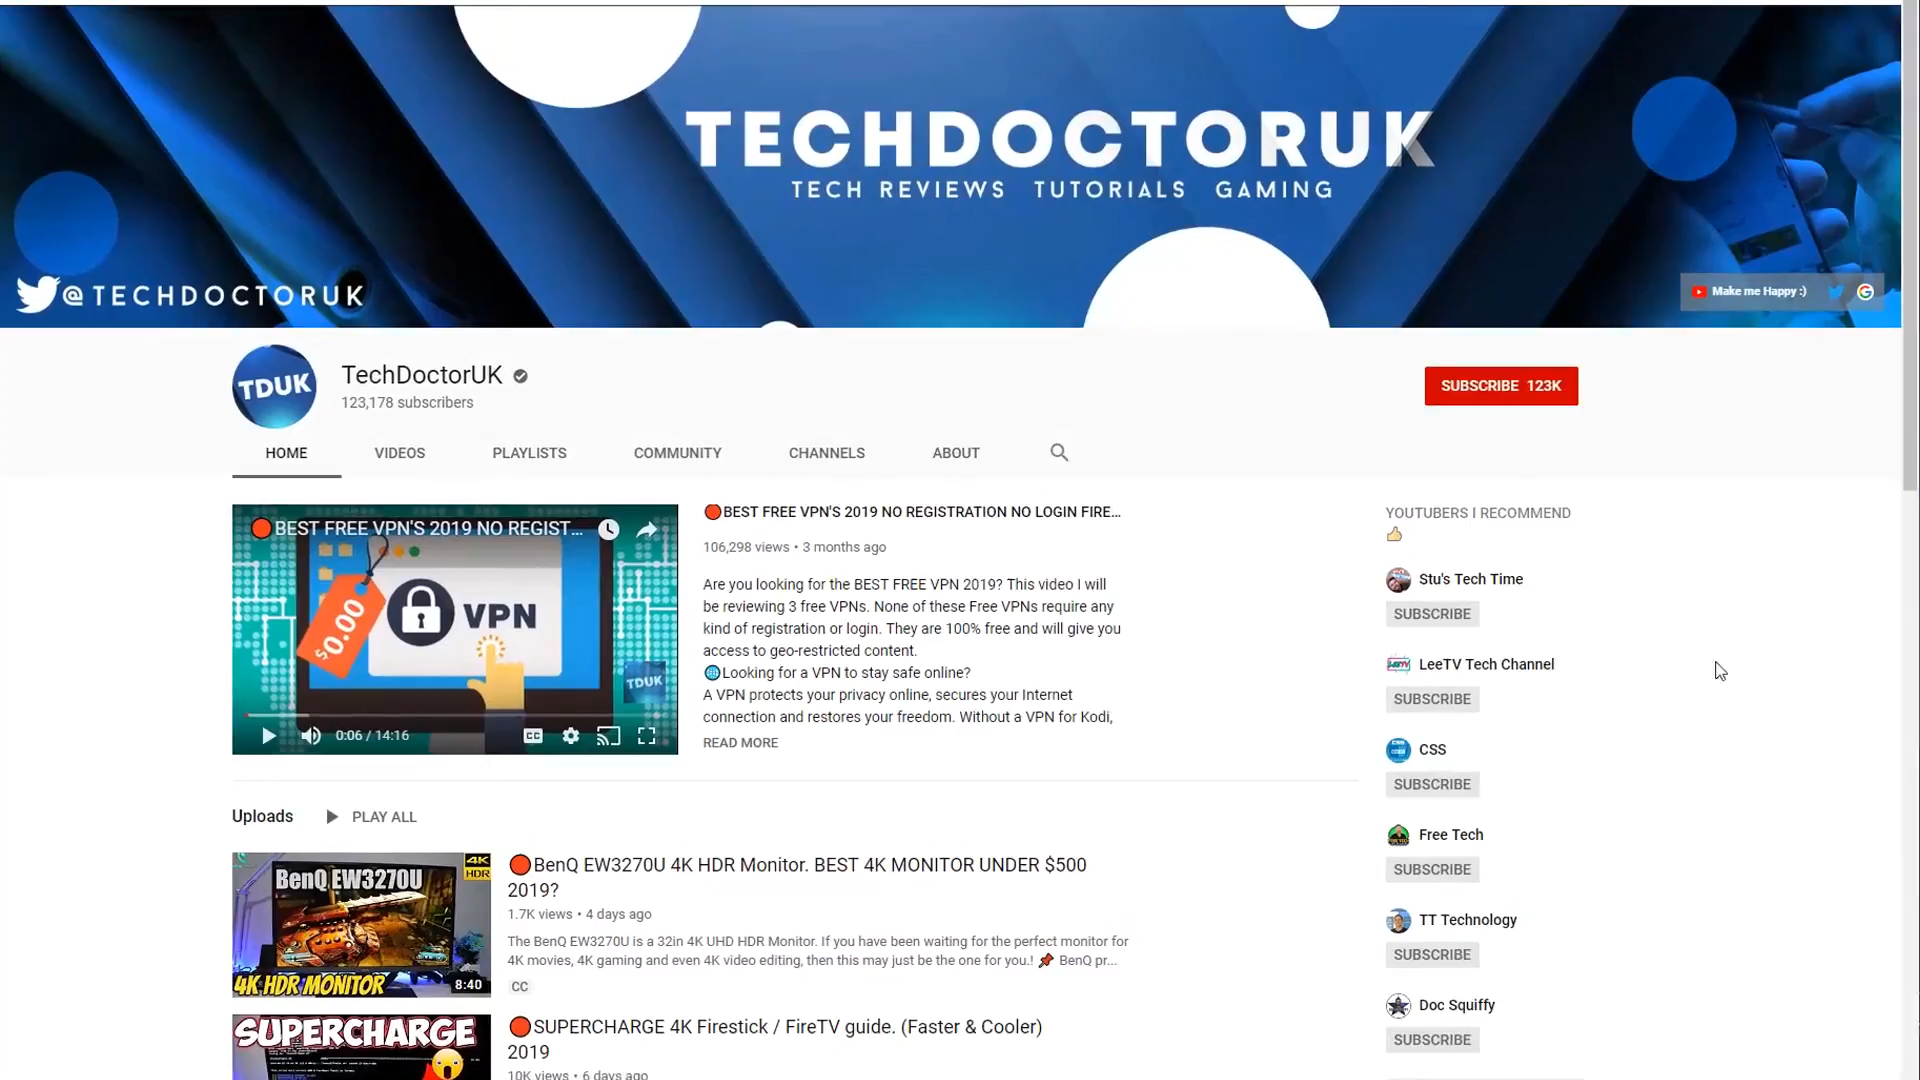 TECHDOCTORUK
TECH REVIEWS TUTORIALS GAMING
@TECHDOCTORUK
Make me Happy :)
TDUK
TechDoctorUK
123,178 subscribers
SUBSCRIBE 123K
HOME VIDEOS PLAYLISTS COMMUNITY CHANNELS ABOUT
BEST FREE VPN'S 2019 NO REGIST...
$0.00
VPN
TDUK
0:06 / 14:16
CC
BEST FREE VPN'S 2019 NO REGISTRATION NO LOGIN FIRE...
106,298 views • 3 months ago
Are you looking for the BEST FREE VPN 2019? This video I will
be reviewing 3 free VPNs. None of these Free VPNs require any
kind of registration or login. They are 100% free and will give you
access to geo-restricted content.
Looking for a VPN to stay safe online?
A VPN protects your privacy online, secures your Internet
connection and restores your freedom. Without a VPN for Kodi,
READ MORE
YOUTUBERS I RECOMMEND
Stu's Tech Time
SUBSCRIBE
LeeTV Tech Channel
SUBSCRIBE
CSS
SUBSCRIBE
Free Tech
SUBSCRIBE
TT Technology
SUBSCRIBE
Doc Squiffy
SUBSCRIBE
Uploads PLAY ALL
BenQ EW3270U
4K
HDR
4K HDR MONITOR
8:40
BenQ EW3270U 4K HDR Monitor. BEST 4K MONITOR UNDER $500
2019?
1.7K views • 4 days ago
The BenQ EW3270U is a 32in 4K UHD HDR Monitor. If you have been waiting for the perfect monitor for
4K movies, 4K gaming and even 4K video editing, then this may just be the one for you.! BenQ pr...
CC
SUPERCHARGE
SUPERCHARGE 4K Firestick / FireTV guide. (Faster & Cooler)
2019
10K views • 6 days ago